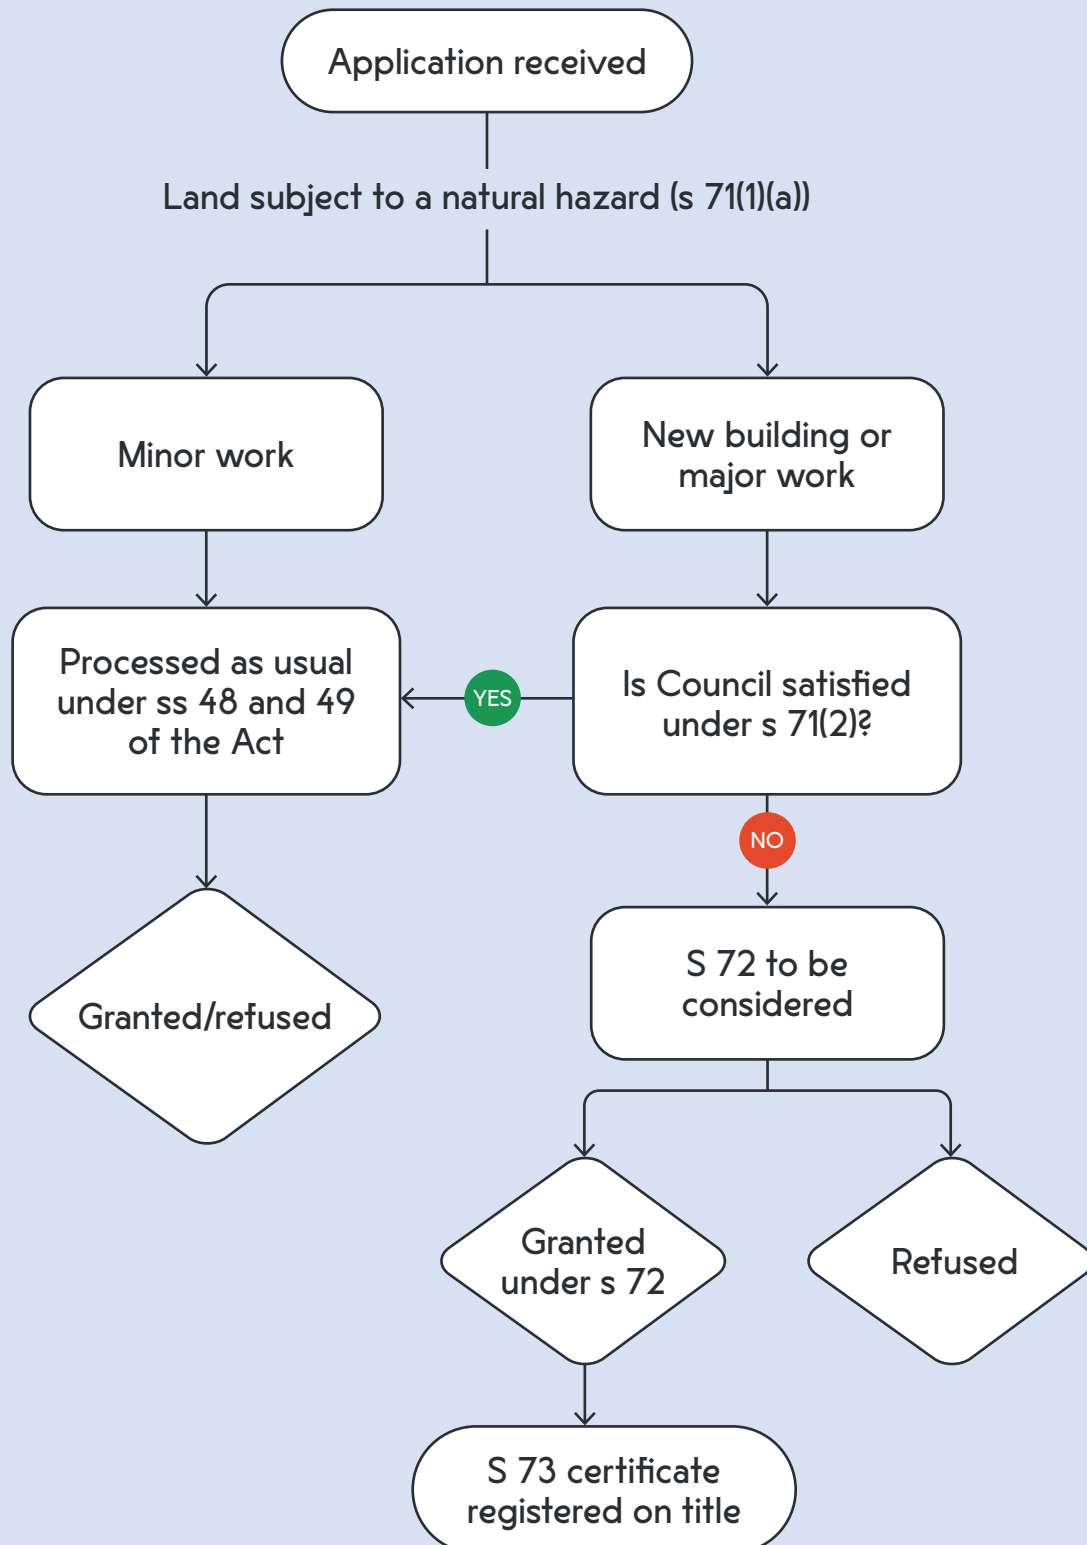 Application received
Land subject to a natural hazard (s 71(1)(a))
Minor work
New building or
major work
Processed as usual
under ss 48 and 49
of the Act
YES
Is Council satisfied
under s 71(2)?
NO
Granted/refused
S 72 to be
considered
Granted
under s 72
Refused
S 73 certificate
registered on title